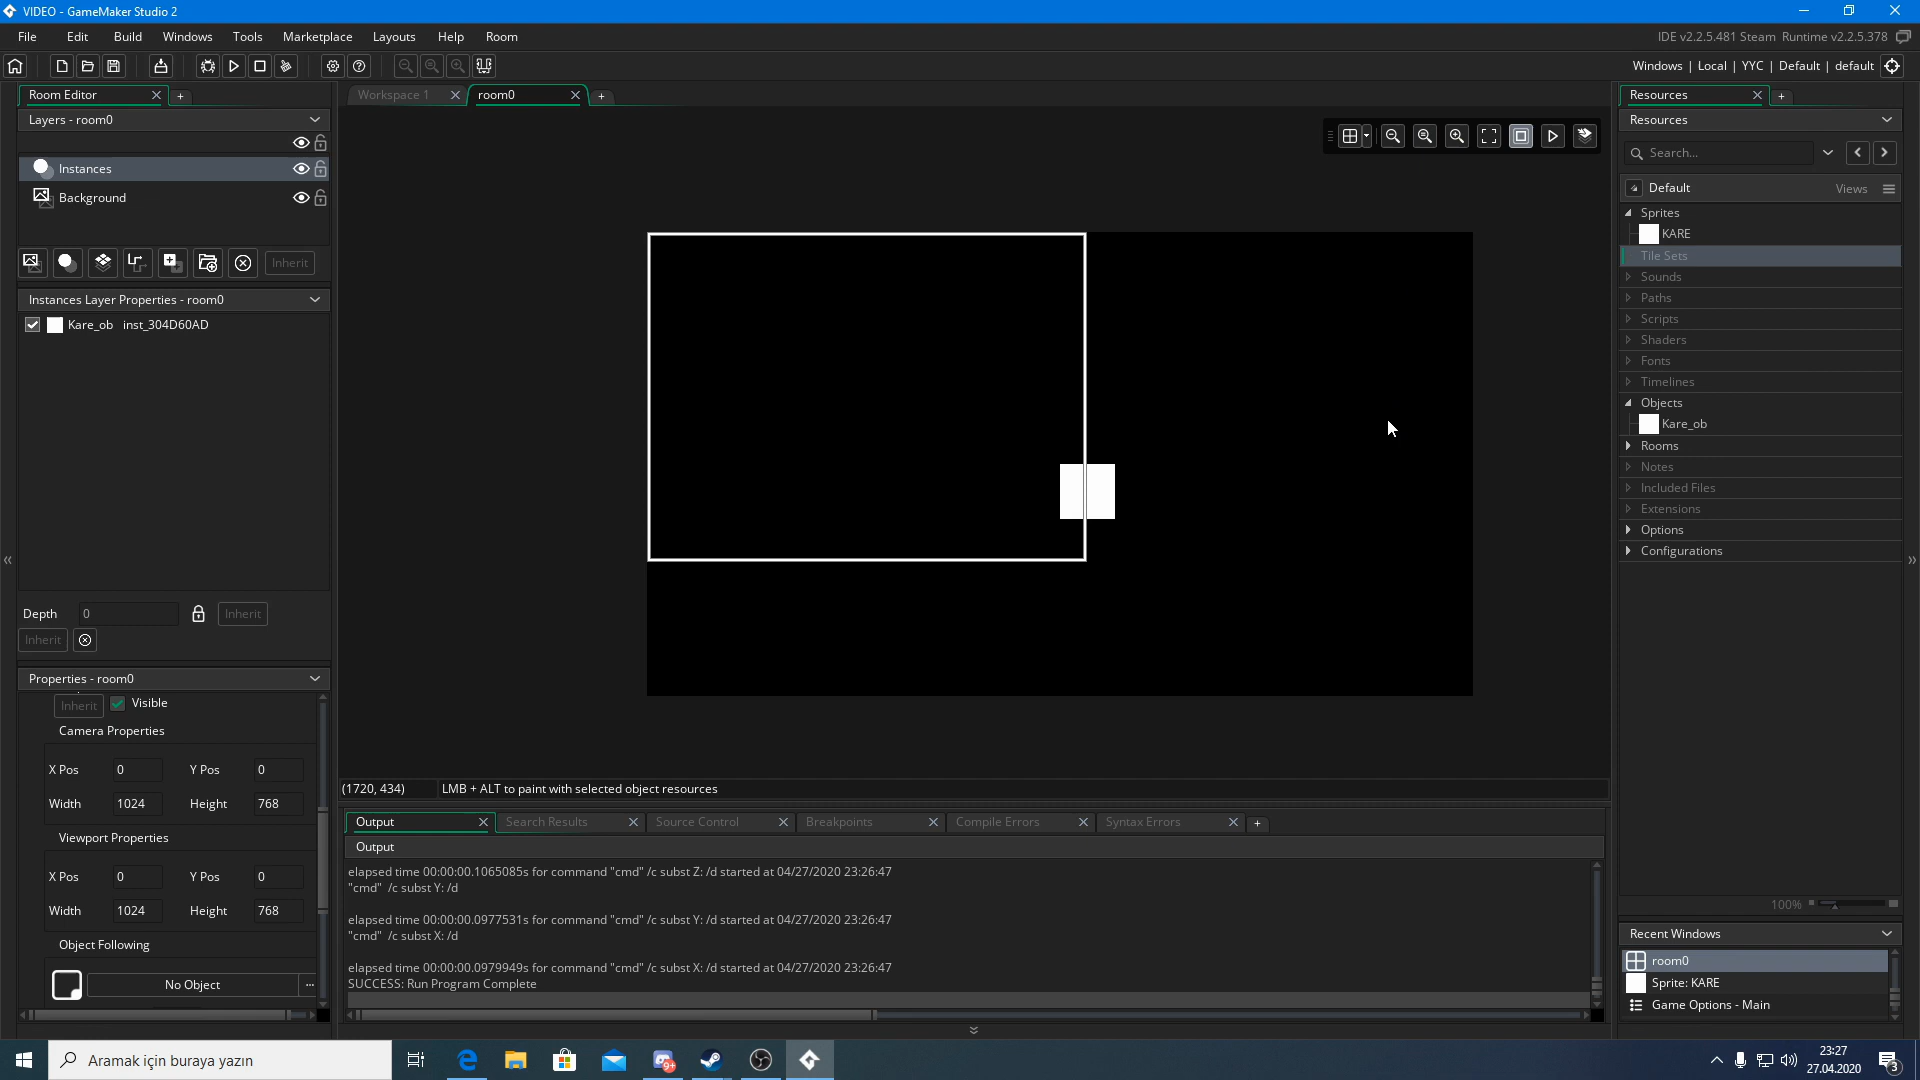 VIDEO - GameMaker Studio 2
File Edit Build Windows Tools Marketplace Layouts Help Room
IDE v2.2.5.481 Steam Runtime v2.2.5.378
Windows | Local | YYC | Default | default
Room Editor
Workspace 1
room0
Resources
Layers - room0
Resources
Search...
Instances
Background
Default
Views
Sprites
KARE
Tile Sets
Sounds
Paths
Scripts
Shaders
Fonts
Timelines
Objects
Kare_ob
Rooms
Notes
Included Files
Extensions
Options
Configurations
Inherit
Instances Layer Properties - room0
Kare_ob inst_304D60AD
Depth 0 Inherit
Inherit
Properties - room0
Inherit Visible
Camera Properties
X Pos 0 Y Pos 0
Width 1024 Height 768
Viewport Properties
X Pos 0 Y Pos 0
Width 1024 Height 768
Object Following
No Object ...
(1720, 434) LMB + ALT to paint with selected object resources
Output Search Results Source Control Breakpoints Compile Errors Syntax Errors
Output
elapsed time 00:00:00.1065085s for command "cmd" /c subst Z: /d started at 04/27/2020 23:26:47
"cmd" /c subst Y: /d
elapsed time 00:00:00.0977531s for command "cmd" /c subst Y: /d started at 04/27/2020 23:26:47
"cmd" /c subst X: /d
elapsed time 00:00:00.0979949s for command "cmd" /c subst X: /d started at 04/27/2020 23:26:47
SUCCESS: Run Program Complete
100%
Recent Windows
room0
Sprite: KARE
Game Options - Main
Aramak için buraya yazın
9+
23:27
27.04.2020
3